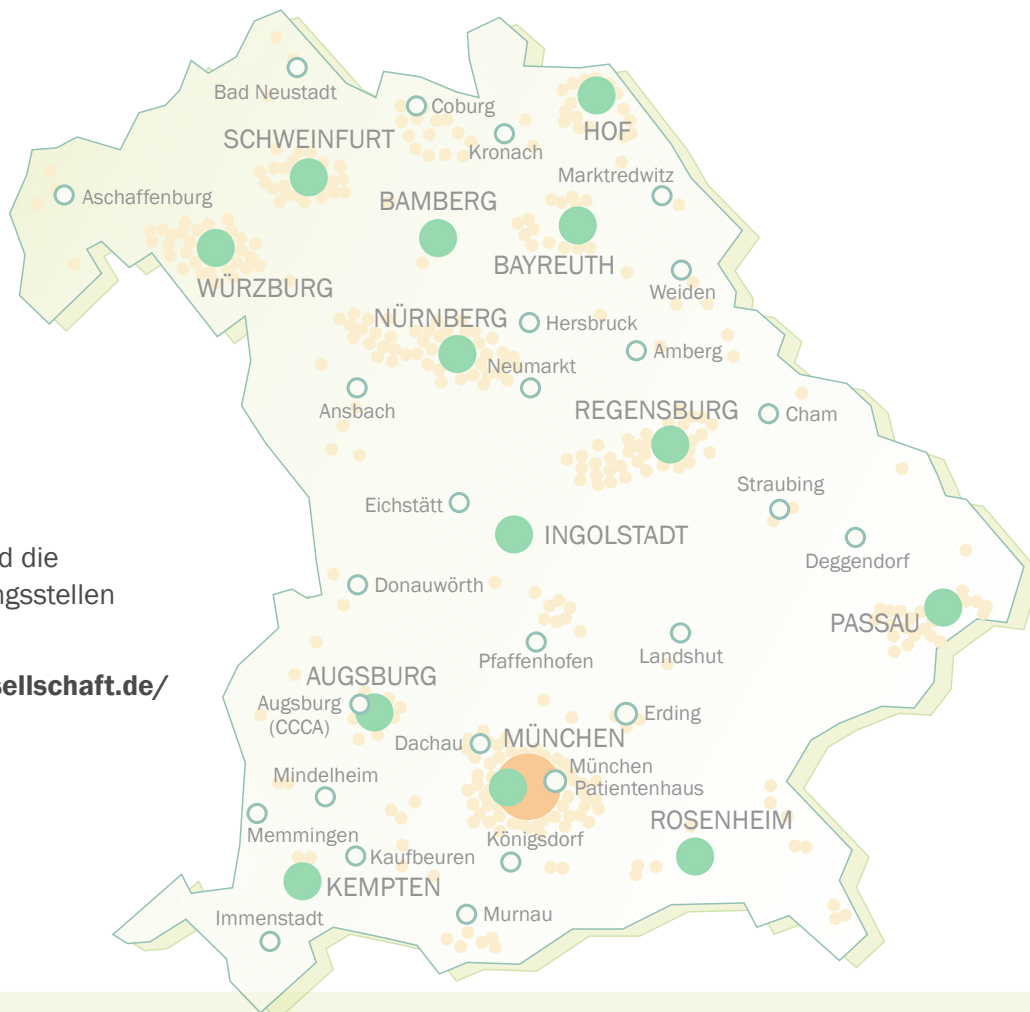 Bad Neustadt
Coburg
HOF
SCHWEINFURT
Kronach
Marktredwitz
Aschaffenburg
BAMBERG
BAYREUTH
WÜRZBURG
Weiden
NÜRNBERG
Hersbruck
Amberg
Neumarkt
Ansbach
REGENSBURG
Cham
Straubing
Eichstätt
INGOLSTADT
Deggendorf
d die
ngsstellen
Donauwörth
PASSAU
Pfaffenhofen
Landshut
sellschaft.de/
AUGSBURG
Augsburg
(CCCA)
Erding
Dachau
MÜNCHEN
München
Patientenhaus
Mindelheim
ROSENHEIM
Memmingen
Königsdorf
Kaufbeuren
KEMPTEN
Immenstadt
Murnau